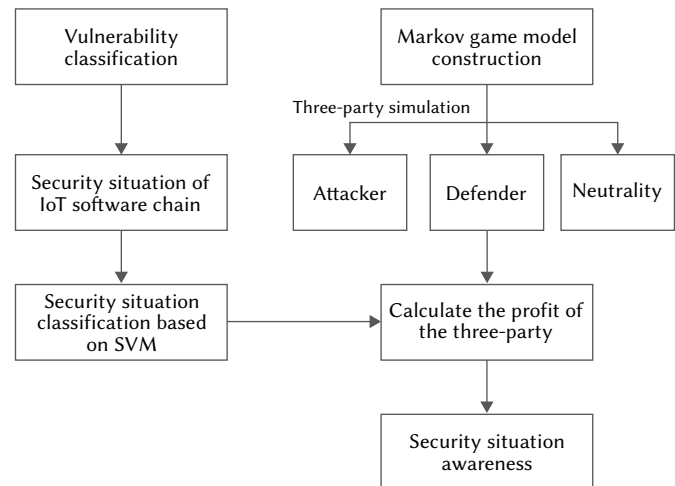 Vulnerability
classification
Markov game model
construction
Three-party simulation
Security situation of
IoT software chain
Attacker
Defender
Neutrality
Security situation
classification based
on SVM
Calculate the profit of
the three-party
Security situation
awareness